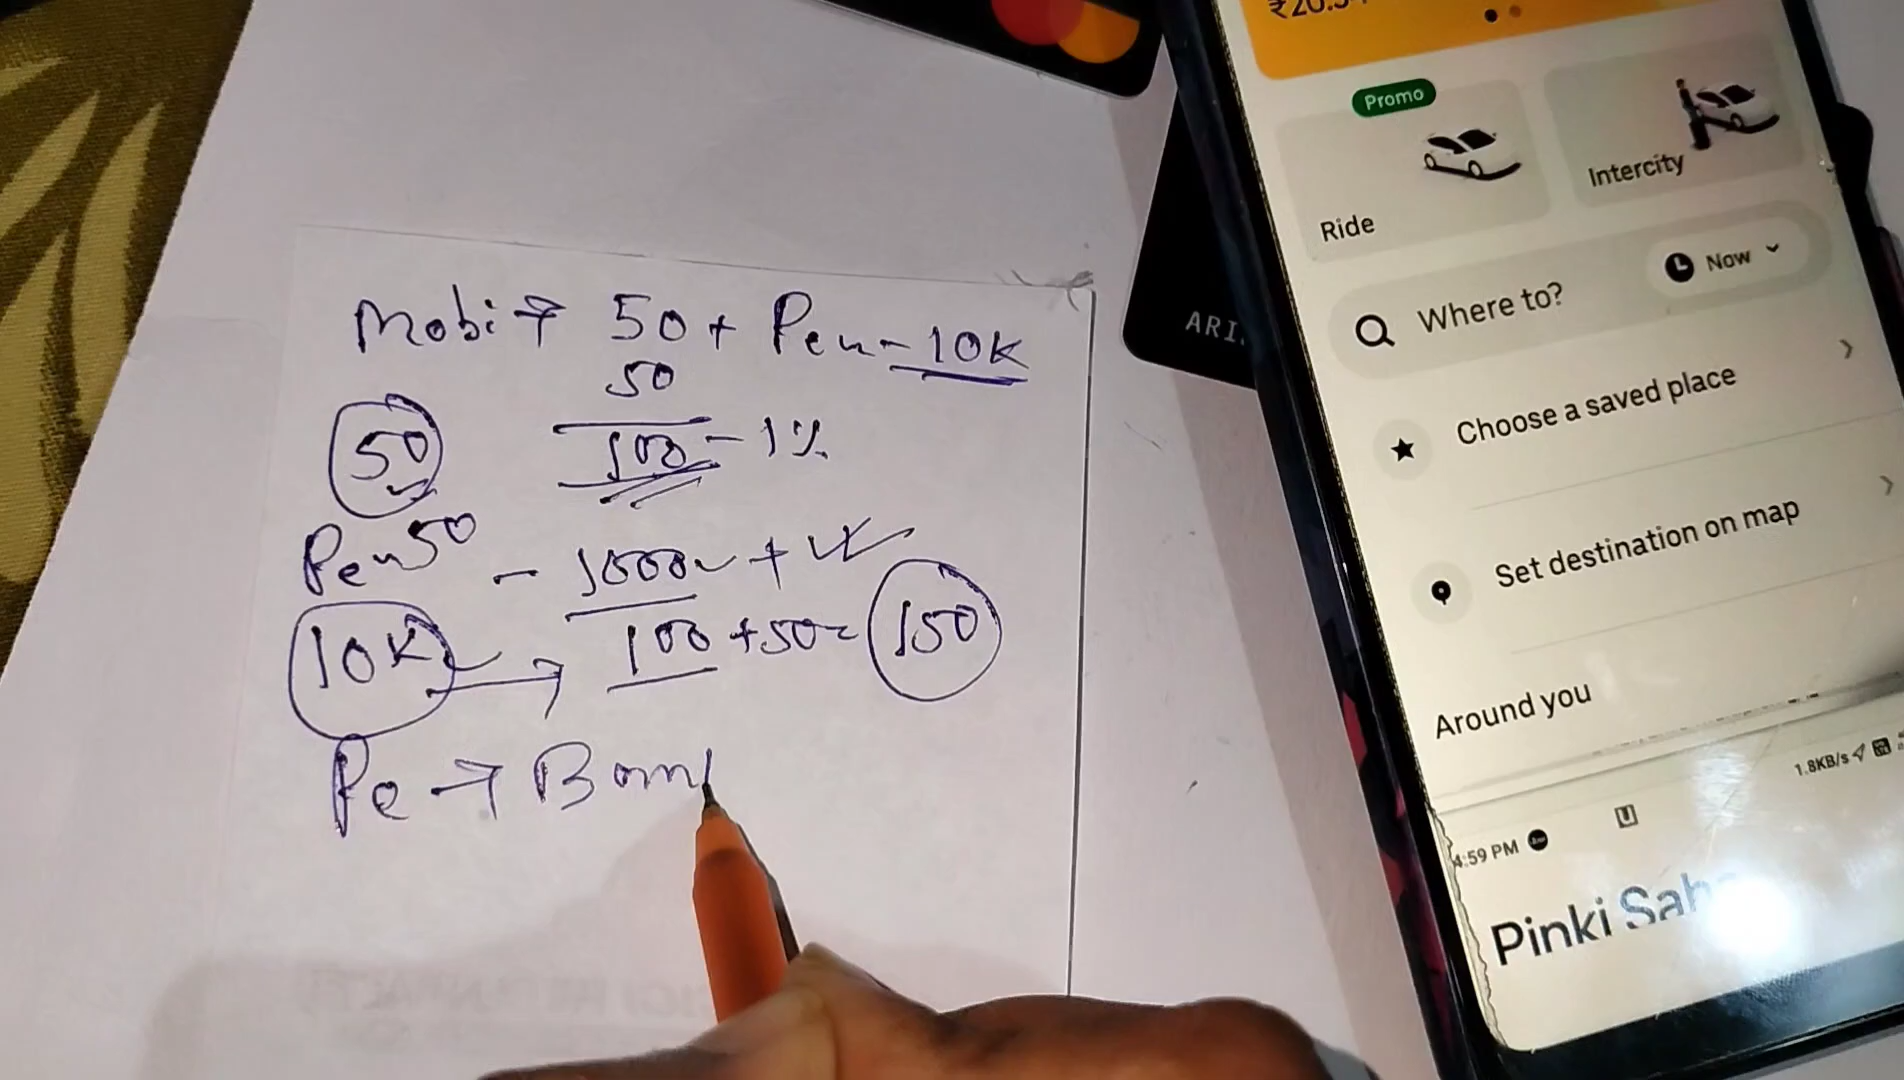 Mobi → 50 + Pen - 10K
50
50
100 - 1%
Pen 50
- 1000 +
10K → 100 + 50 = 150
Pe → Bom
ARI
Promo
Ride
Intercity
Where to?
Now
Choose a saved place
Set destination on map
Around you
1.8KB/s
4:59 PM
Pinki Sah